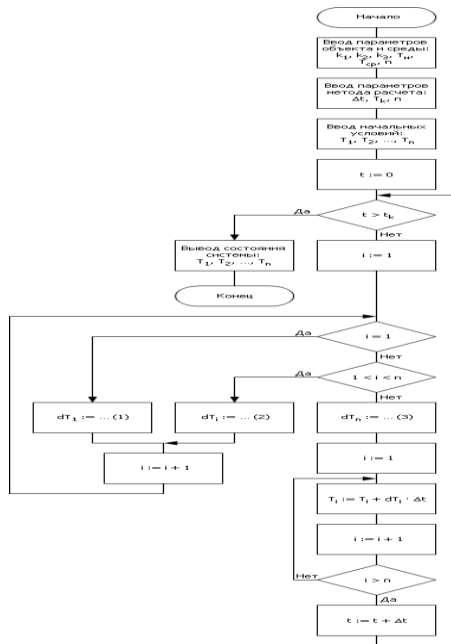 Начало
Ввод параметров
объекта и среды:
k₁, k₂, k₃, Tн,
Tср, n
Ввод параметров
метода расчета:
Δt, Tk, n
Ввод начальных
условий:
T₁, T₂, ..., Tn
t := 0
Да
t > tk
Нет
Вывод состояния
системы:
T₁, T₂, ..., Tn
i := 1
Конец
Да
i = 1
Нет
Да
1 < i < n
Нет
dT₁ := ... (1)
dTi := ... (2)
dTn := ... (3)
i := i + 1
i := 1
Ti := Ti + dTi · Δt
i := i + 1
Нет
i > n
Да
t := t + Δt